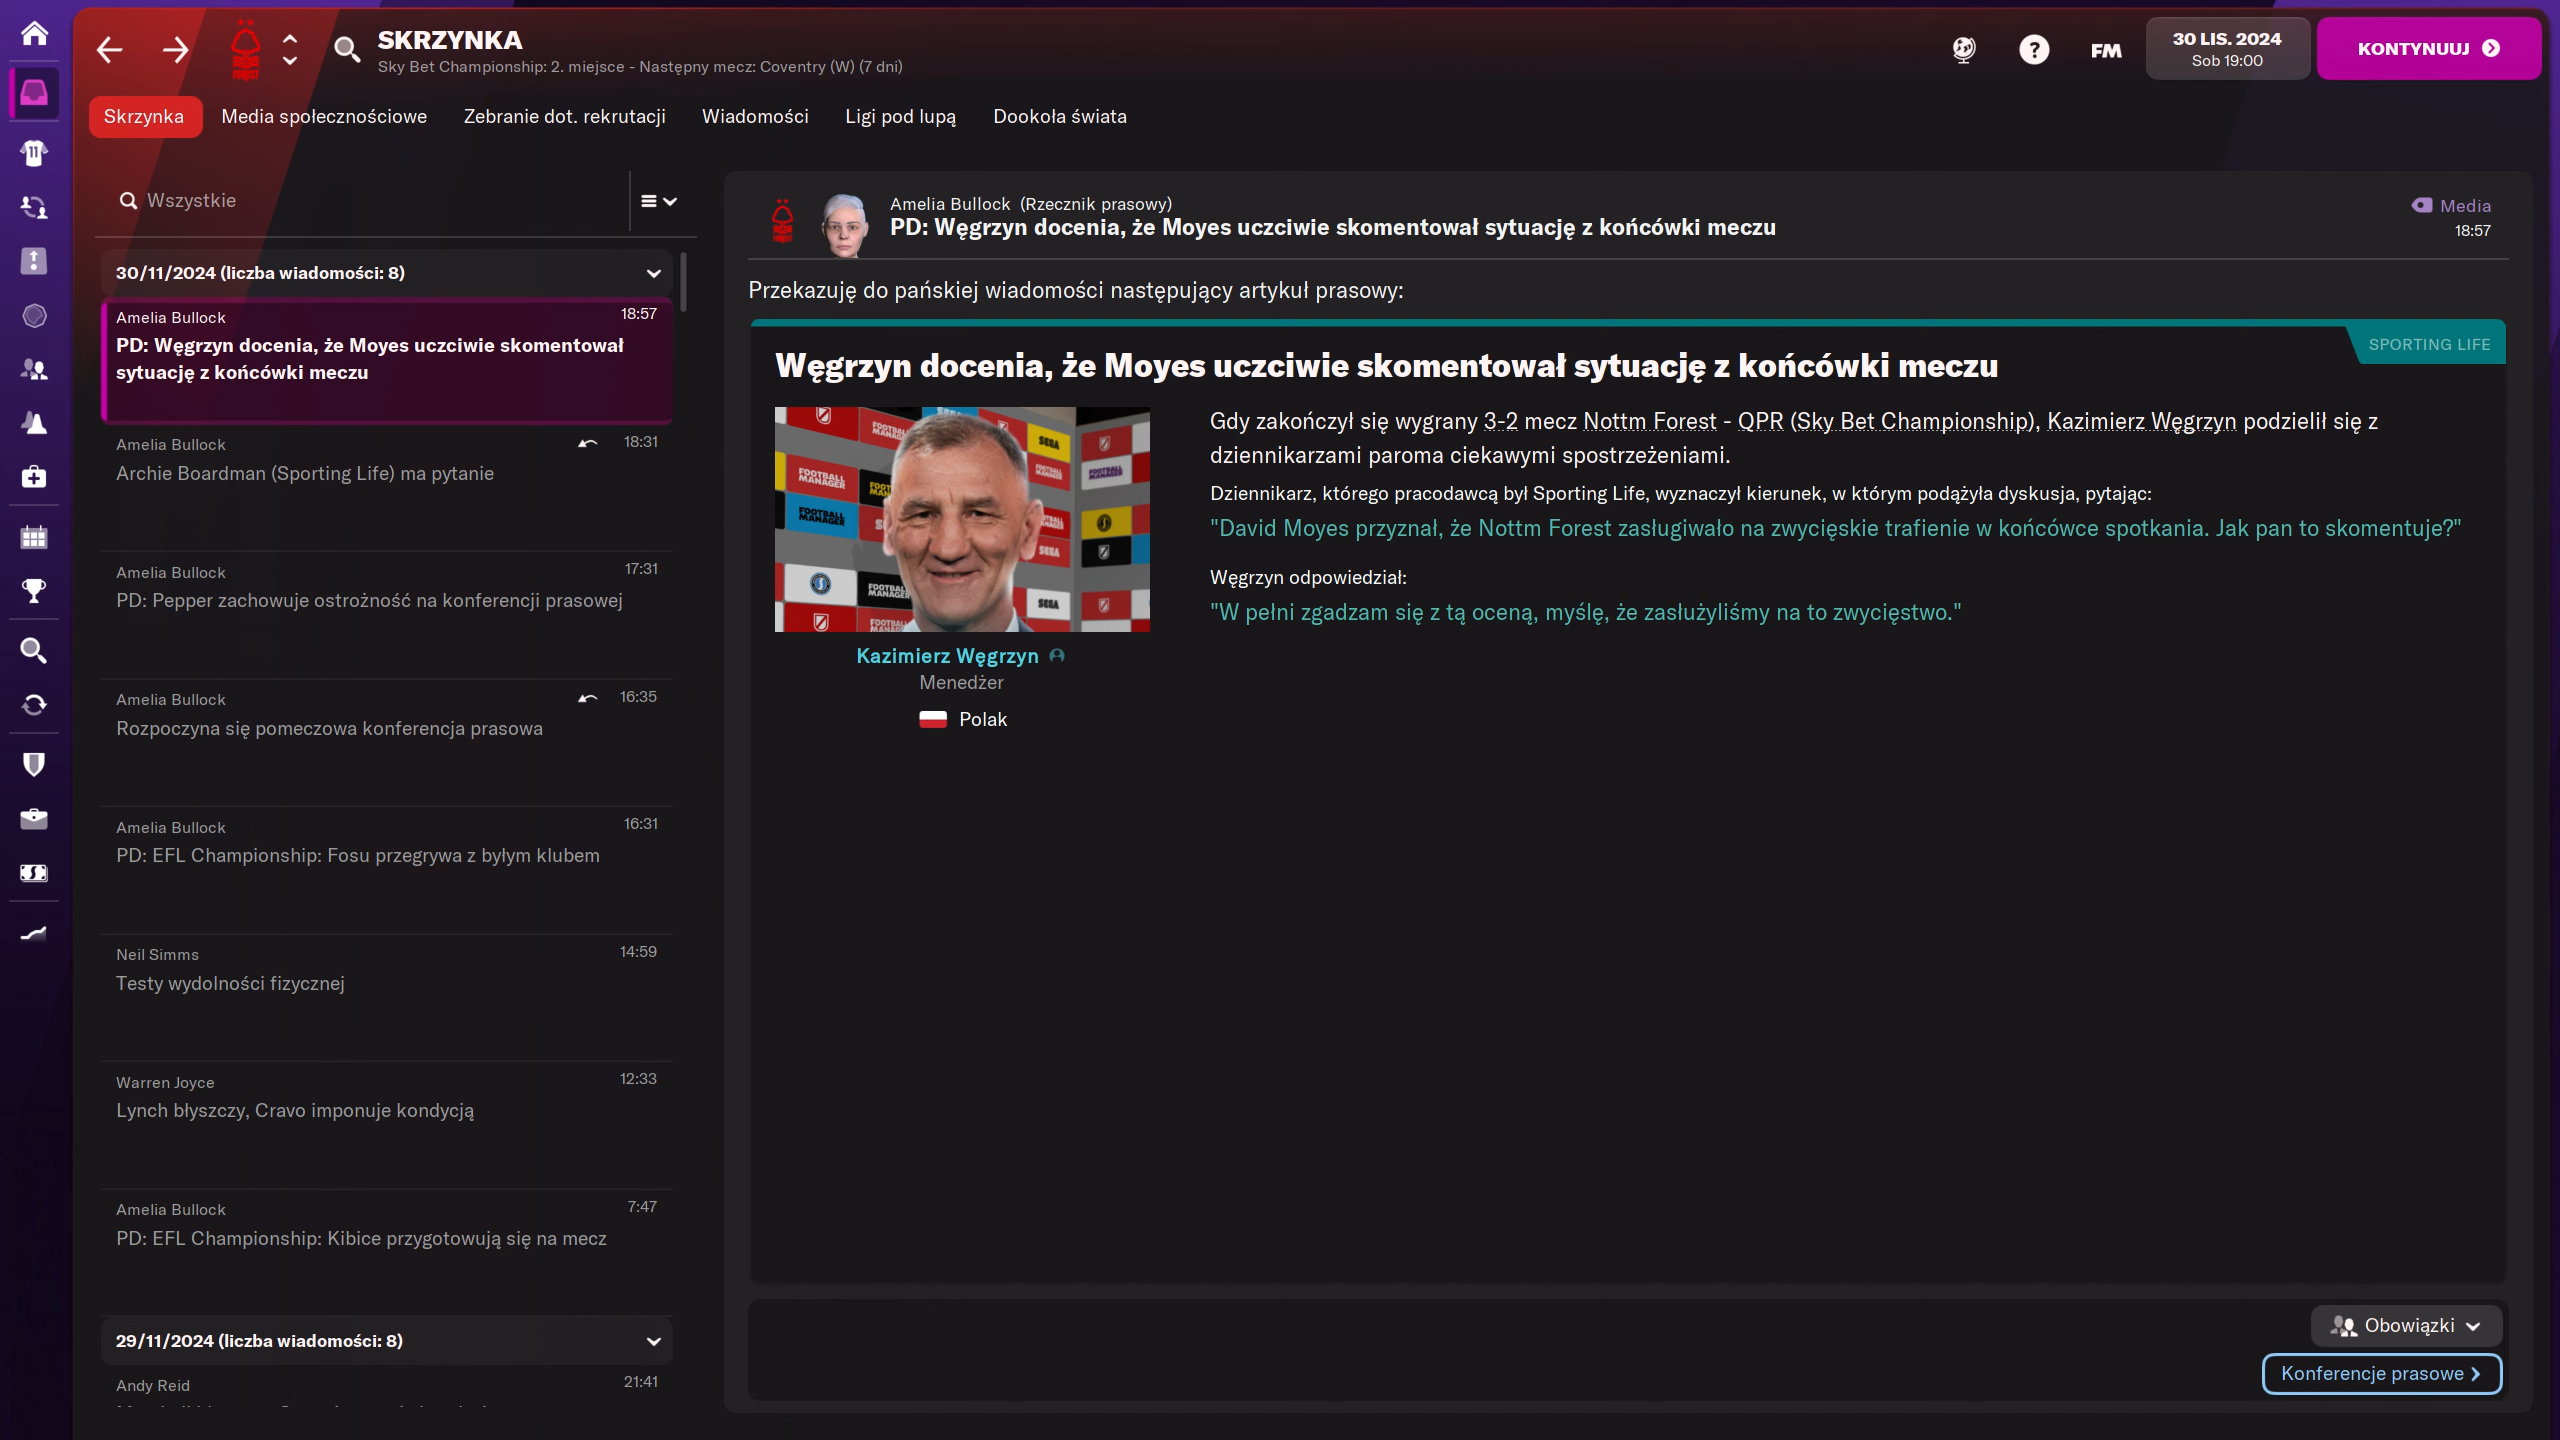 SKRZYNKA
Sky Bet Championship: 2. miejsce - Następny mecz: Coventry (W) (7 dni)
FM
30 LIS. 2024
Sob 19:00
KONTYNUUJ
Skrzynka
Media społecznościowe
Zebranie dot. rekrutacji
Wiadomości
Ligi pod lupą
Dookoła świata
Wszystkie
30/11/2024 (liczba wiadomości: 8)
Amelia Bullock
18:57
PD: Węgrzyn docenia, że Moyes uczciwie skomentował
sytuację z końcówki meczu
Amelia Bullock
18:31
Archie Boardman (Sporting Life) ma pytanie
Amelia Bullock
17:31
PD: Pepper zachowuje ostrożność na konferencji prasowej
Amelia Bullock
16:35
Rozpoczyna się pomeczowa konferencja prasowa
Amelia Bullock
16:31
PD: EFL Championship: Fosu przegrywa z byłym klubem
Neil Simms
14:59
Testy wydolności fizycznej
Warren Joyce
12:33
Lynch błyszczy, Cravo imponuje kondycją
Amelia Bullock
7:47
PD: EFL Championship: Kibice przygotowują się na mecz
29/11/2024 (liczba wiadomości: 8)
Andy Reid
21:41
Amelia Bullock (Rzecznik prasowy)
PD: Węgrzyn docenia, że Moyes uczciwie skomentował sytuację z końcówki meczu
Media
18:57
Przekazuję do pańskiej wiadomości następujący artykuł prasowy:
SPORTING LIFE
Węgrzyn docenia, że Moyes uczciwie skomentował sytuację z końcówki meczu
Gdy zakończył się wygrany 3-2 mecz Nottm Forest - QPR (Sky Bet Championship), Kazimierz Węgrzyn podzielił się z
dziennikarzami paroma ciekawymi spostrzeżeniami.
Dziennikarz, którego pracodawcą był Sporting Life, wyznaczył kierunek, w którym podążyła dyskusja, pytając:
"David Moyes przyznał, że Nottm Forest zasługiwało na zwycięskie trafienie w końcówce spotkania. Jak pan to skomentuje?"
Węgrzyn odpowiedział:
"W pełni zgadzam się z tą oceną, myślę, że zasłużyliśmy na to zwycięstwo."
Kazimierz Węgrzyn
Menedżer
Polak
Obowiązki
Konferencje prasowe